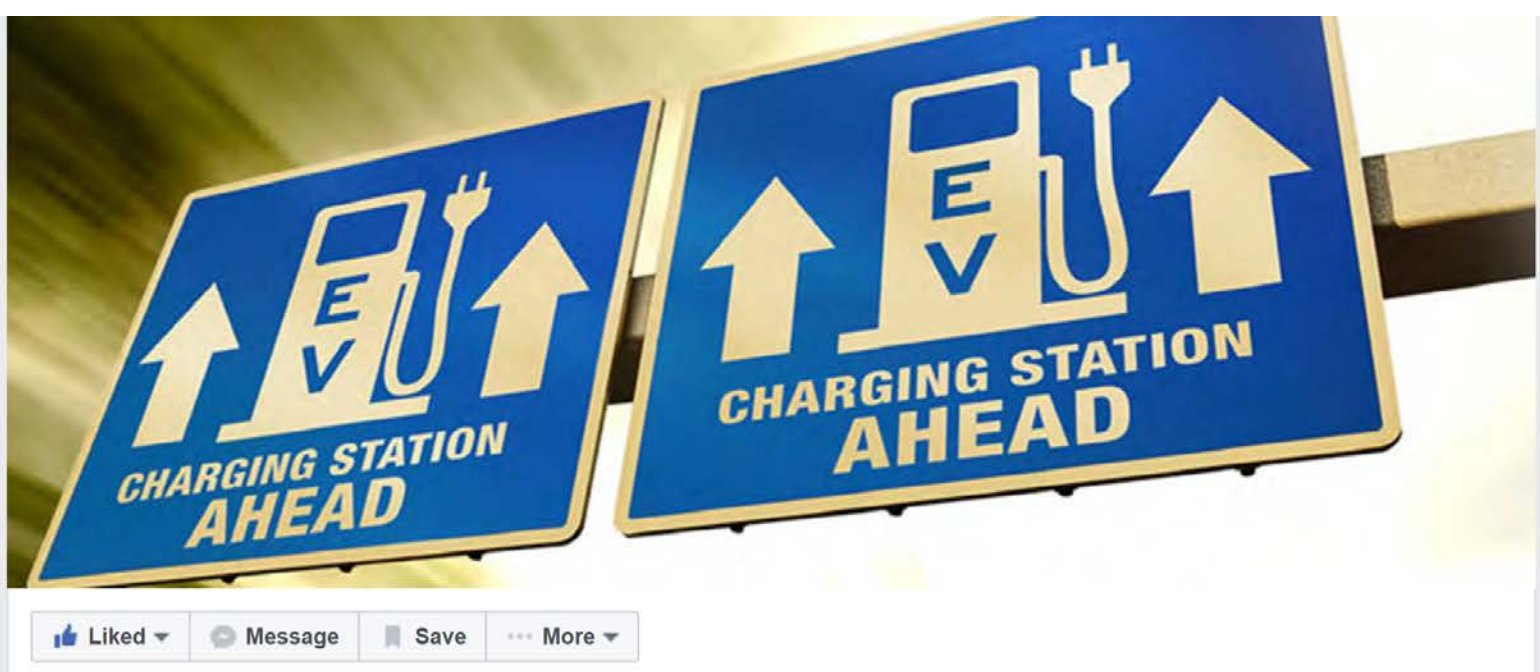 E
V
CHARGING STATION
AHEAD
E
V
CHARGING STATION
AHEAD
Liked
Message
Save
More